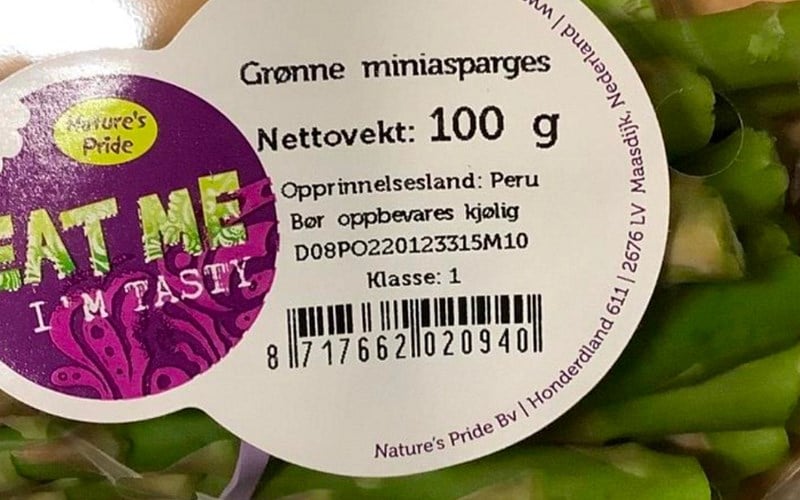 Nature's
Pride
EAT ME
I'M TASTY
Grønne miniasparges
Nettovekt: 100 g
Opprinnelsesland: Peru
Bør oppbevares kjølig
D08PO220123315M10
Klasse: 1
8 717662 020940
Nature's Pride Bv | Honderdland 611 | 2676 LV Maasdijk, Nederland |